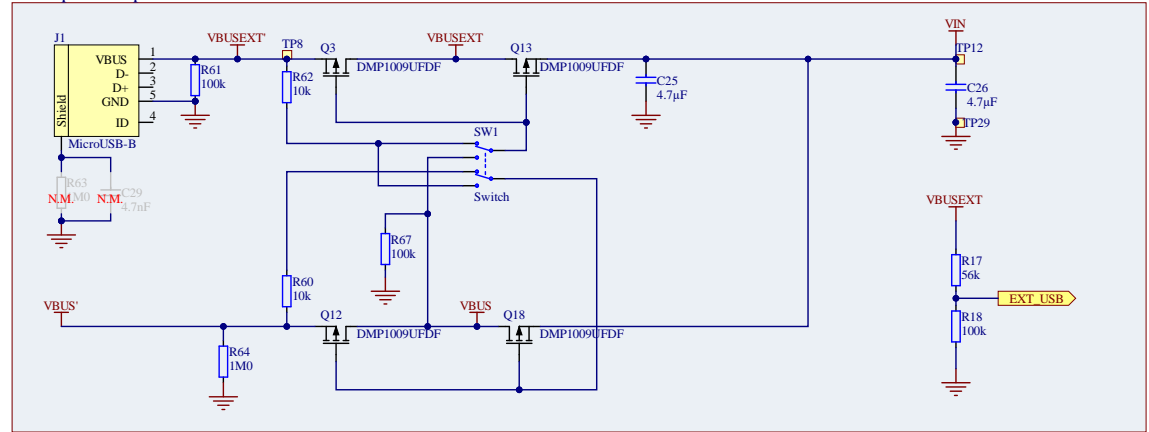 J1
VBUS
D-
D+
GND
ID
Shield
MicroUSB-B
1
2
3
5
4
R63
1M0
N.M.
N.M.
C29
4.7nF
R61
100k
VBUSEXT'
TP8
R62
10k
Q3
DMP1009UFDF
VBUSEXT
Q13
DMP1009UFDF
C25
4.7µF
VIN
TP12
C26
4.7µF
TP29
SW1
Switch
R67
100k
R60
10k
VBUS'
R64
1M0
Q12
DMP1009UFDF
VBUS
Q18
DMP1009UFDF
VBUSEXT
R17
56k
EXT_USB
R18
100k